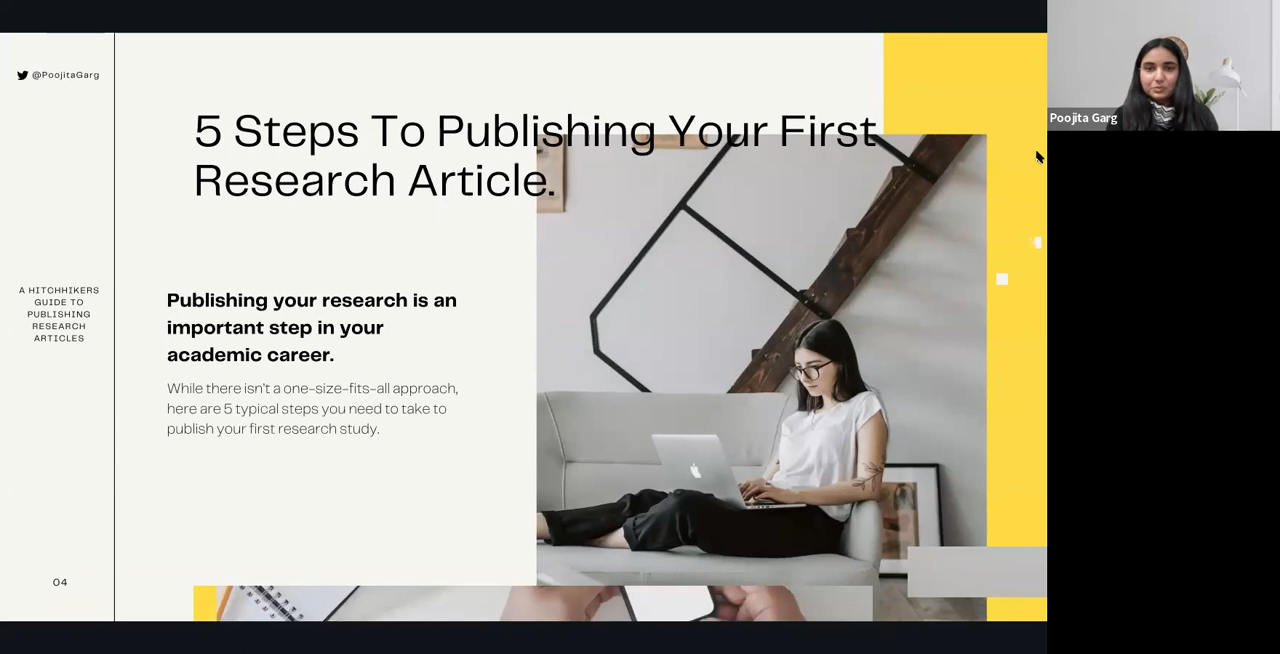 @PoojitaGarg
5 Steps To Publishing Your First
Research Article.
A HITCHHIKERS
GUIDE TO
PUBLISHING
RESEARCH
ARTICLES
Publishing your research is an
important step in your
academic career.
While there isn't a one-size-fits-all approach,
here are 5 typical steps you need to take to
publish your first research study.
04
Poojita Garg